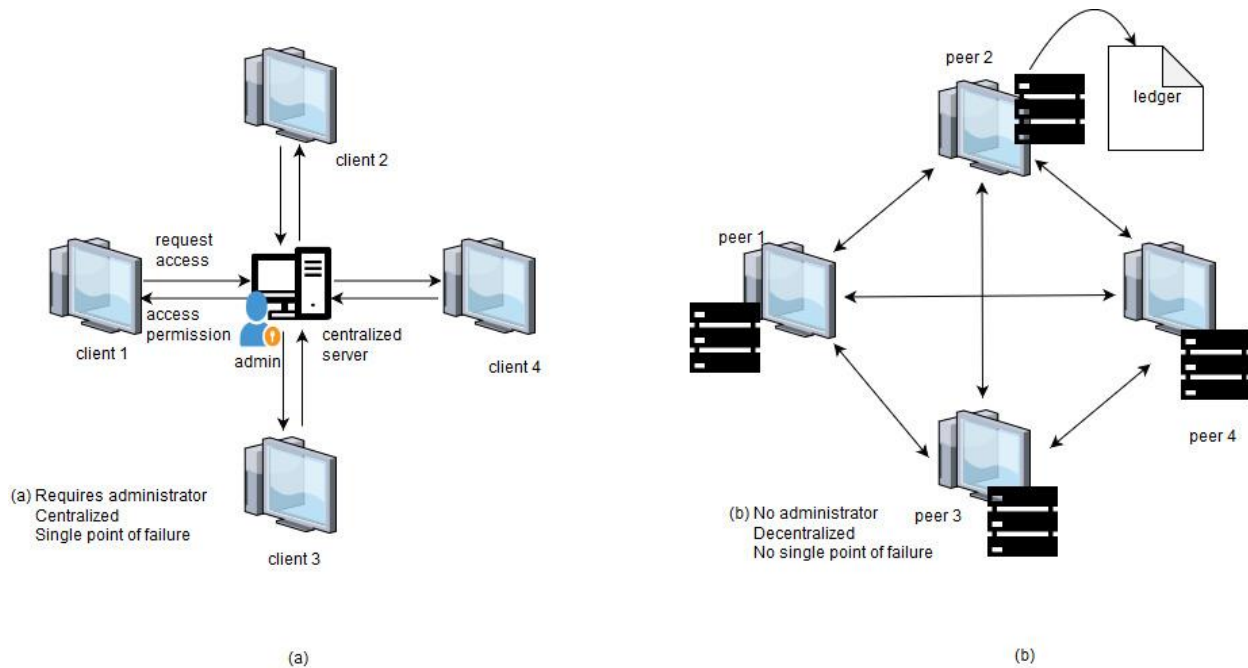 client 2
request
access
access
permission
client 1
admin
centralized
server
client 4
(a) Requires administrator
Centralized
Single point of failure
client 3
(a)
peer 2
ledger
peer 1
peer 4
peer 3
(b) No administrator
Decentralized
No single point of failure
(b)